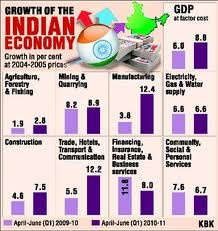 GROWTH OF THE
INDIAN
ECONOMY
Growth in per cent
at 2004-2005 prices
GDP
at factor cost
6.0 8.8
Agriculture,
Forestry
& Fishing
1.9 2.8
Mining &
Quarrying
8.2 8.9
Manufacturing
3.8 12.4
Electricity,
Gas & Water
supply
6.6 6.6
Construction
4.6 7.5
Trade, Hotels,
Transport &
Communication
5.5 12.2
Financing,
Insurance,
Real Estate &
Business services
11.8 8.0
Community,
Social &
Personal
Services
7.6 6.7
April-June (Q1) 2009-10 April-June (Q1) 2010-11
KBK